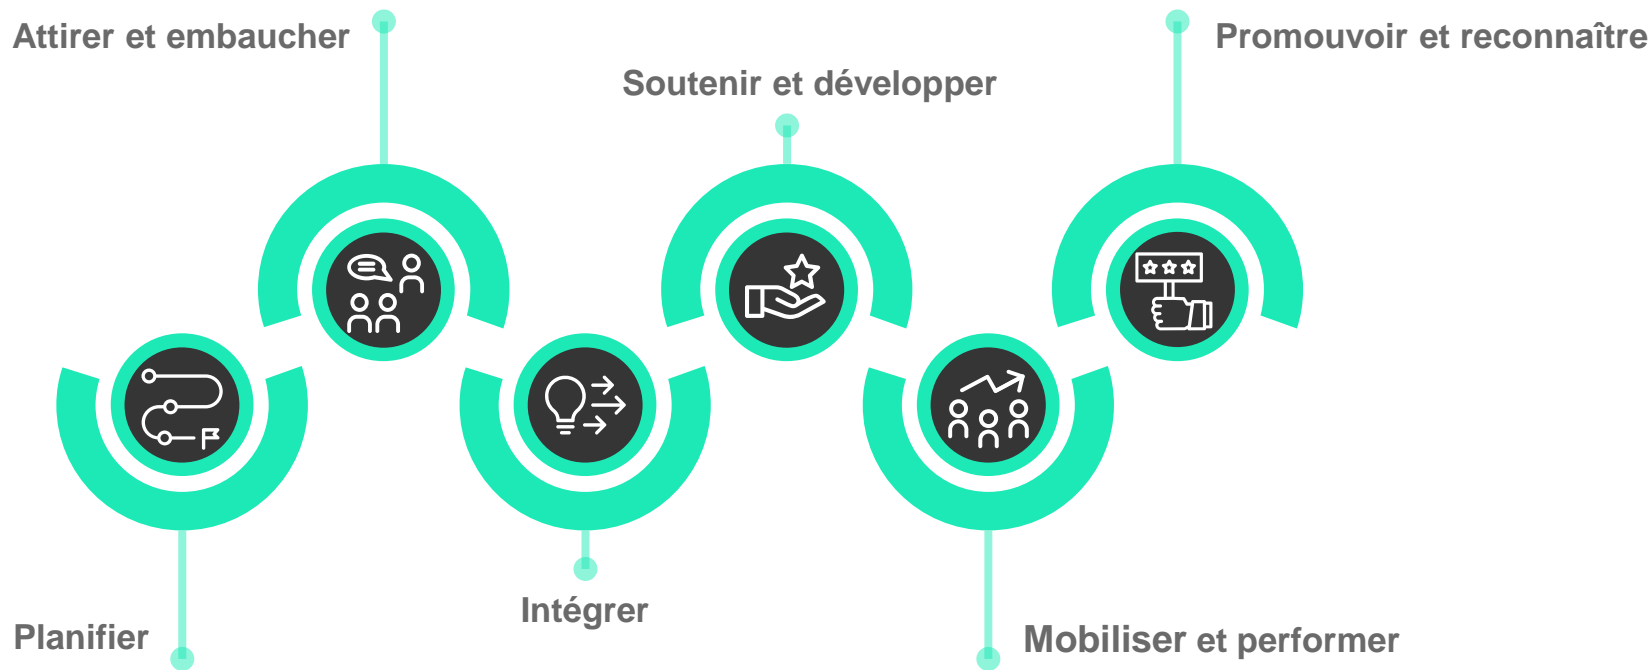 Attirer et embaucher
Promouvoir et reconnaître
Soutenir et développer
Intégrer
Planifier
Mobiliser et performer